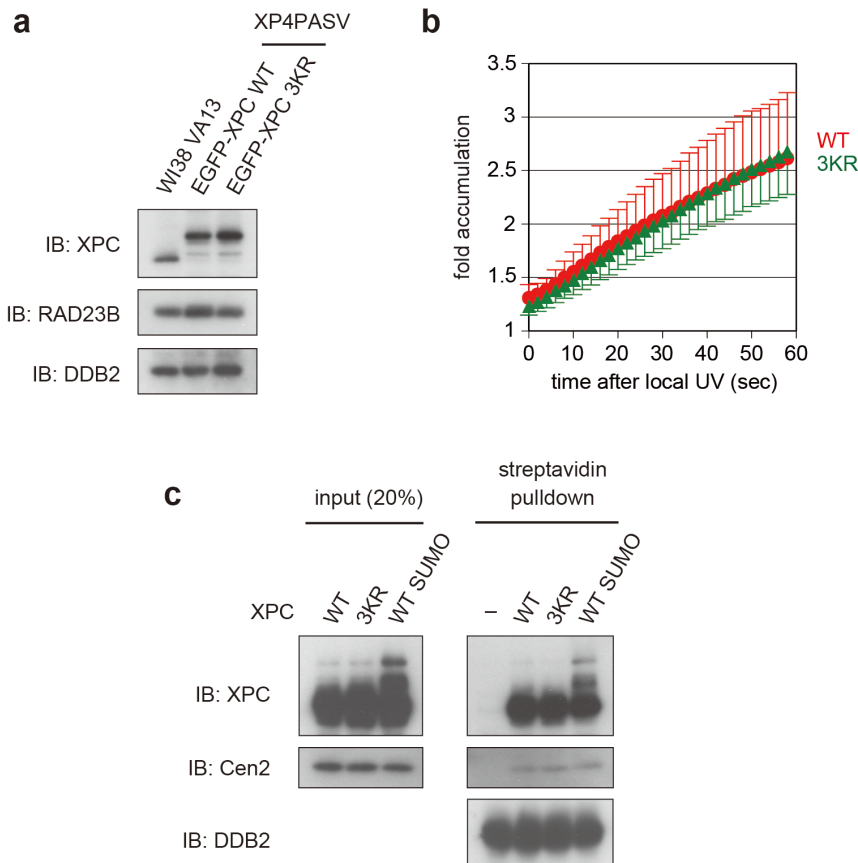 a
XP4PASV
WI38 VA13
EGFP-XPC WT
EGFP-XPC 3KR
IB: XPC
IB: RAD23B
IB: DDB2
b
3.5
3
2.5
2
1.5
1
fold accumulation
0 10 20 30 40 50 60
time after local UV (sec)
WT
3KR
c
input (20%)
streptavidin
pulldown
XPC
WT
3KR
WT SUMO
–
WT
3KR
WT SUMO
IB: XPC
IB: Cen2
IB: DDB2